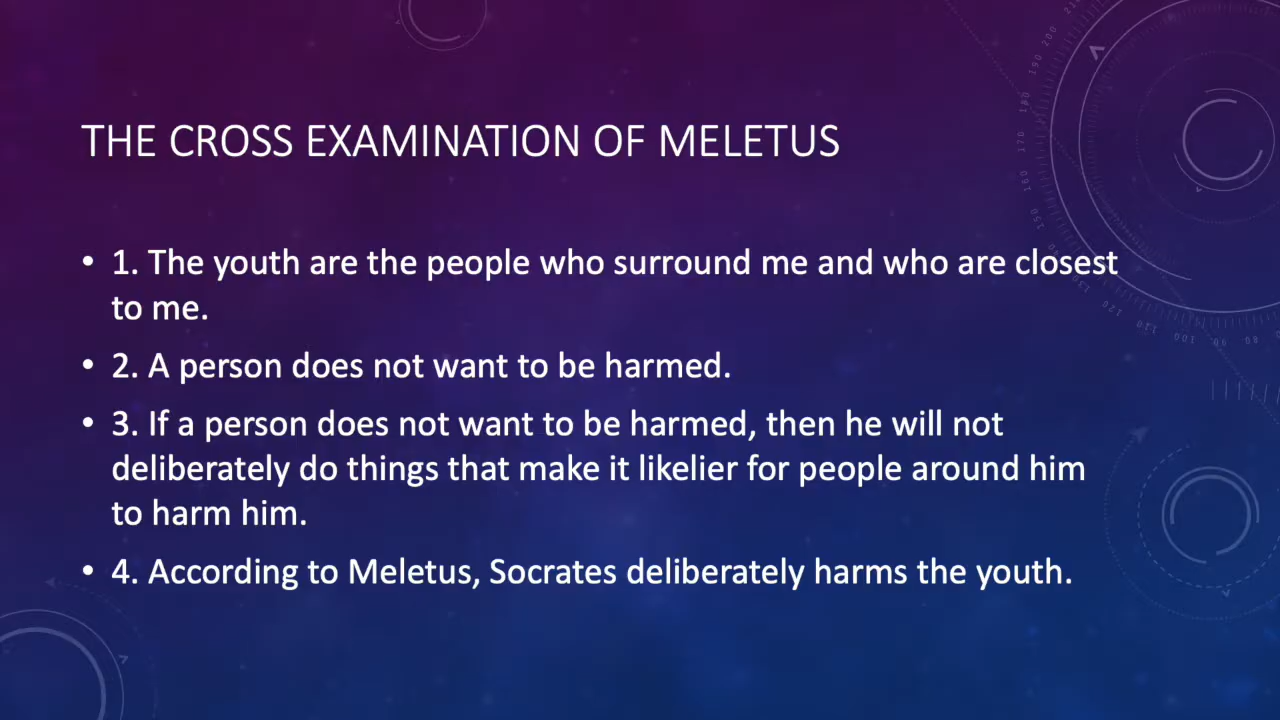 THE CROSS EXAMINATION OF MELETUS
• 1. The youth are the people who surround me and who are closest
to me.
• 2. A person does not want to be harmed.
• 3. If a person does not want to be harmed, then he will not
deliberately do things that make it likelier for people around him
to harm him.
• 4. According to Meletus, Socrates deliberately harms the youth.